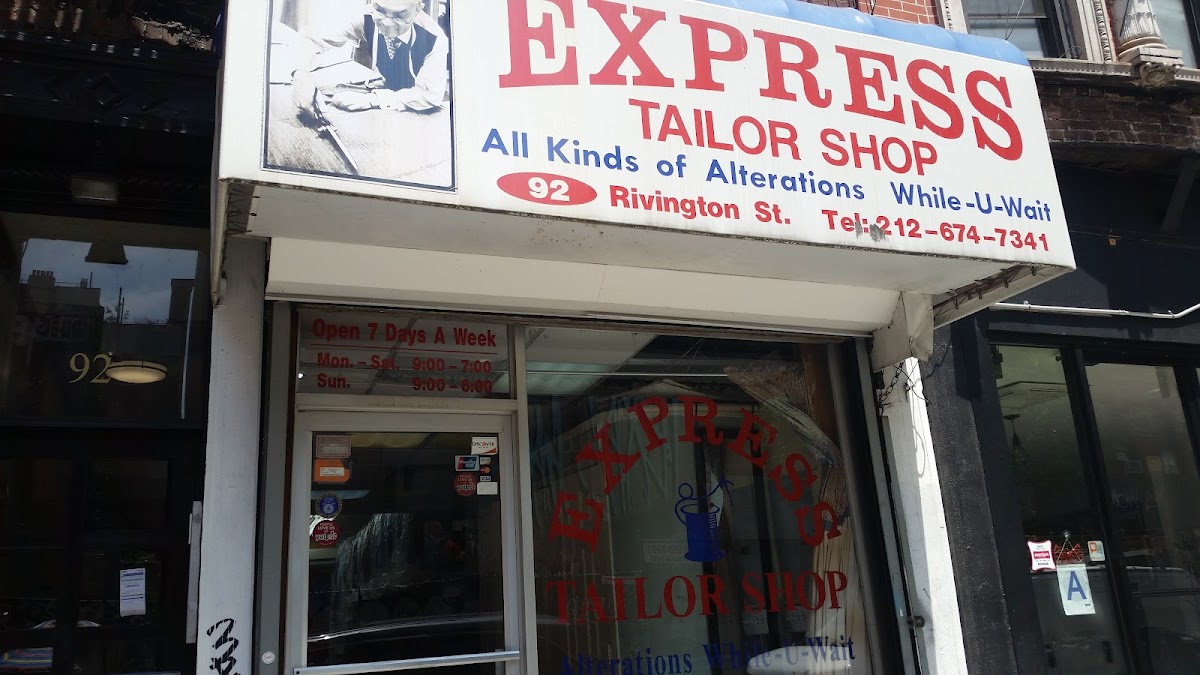 EXPRESS
TAILOR SHOP
All Kinds of Alterations While-U-Wait
92 Rivington St. Tel: 212-674-7341
Open 7 Days A Week
Mon. - Sat. 9:00 - 7:00
Sun. 9:00 - 6:00
92
DISCOVER
VISA
EXPRESS
TAILOR SHOP
Alterations While-U-Wait
A